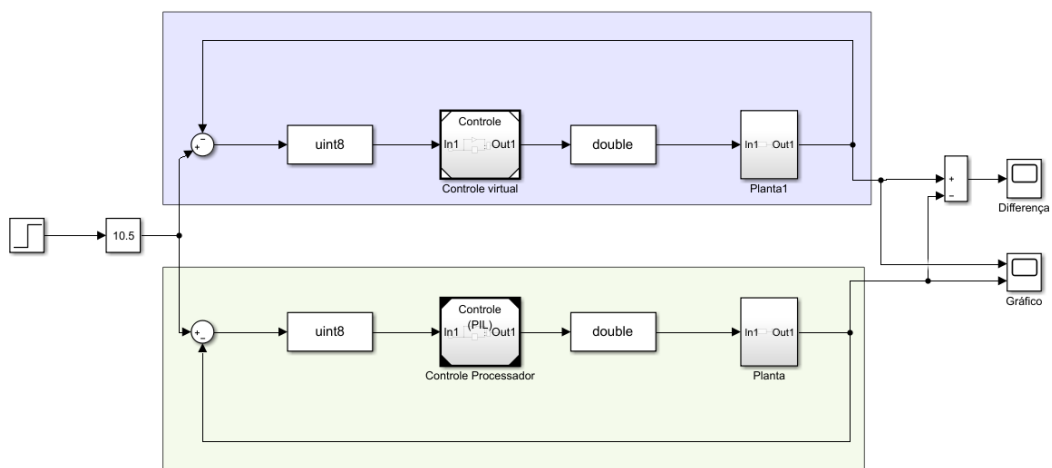 uint8
Controle
In1 Out1
Controle virtual
double
In1 Out1
Planta1
Differença
10.5
Gráfico
uint8
Controle
(PIL)
In1 Out1
Controle Processador
double
In1 Out1
Planta